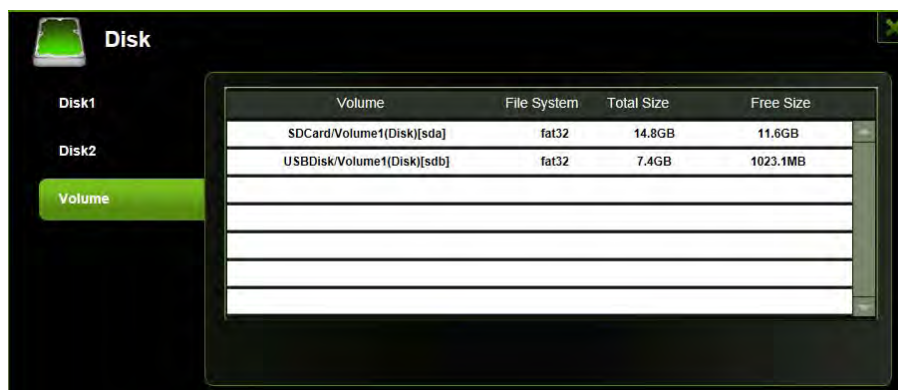 Disk
Disk1
Disk2
Volume
Volume File System Total Size Free Size
SDCard/Volume1(Disk)[sda] fat32 14.8GB 11.6GB
USBDisk/Volume1(Disk)[sdb] fat32 7.4GB 1023.1MB